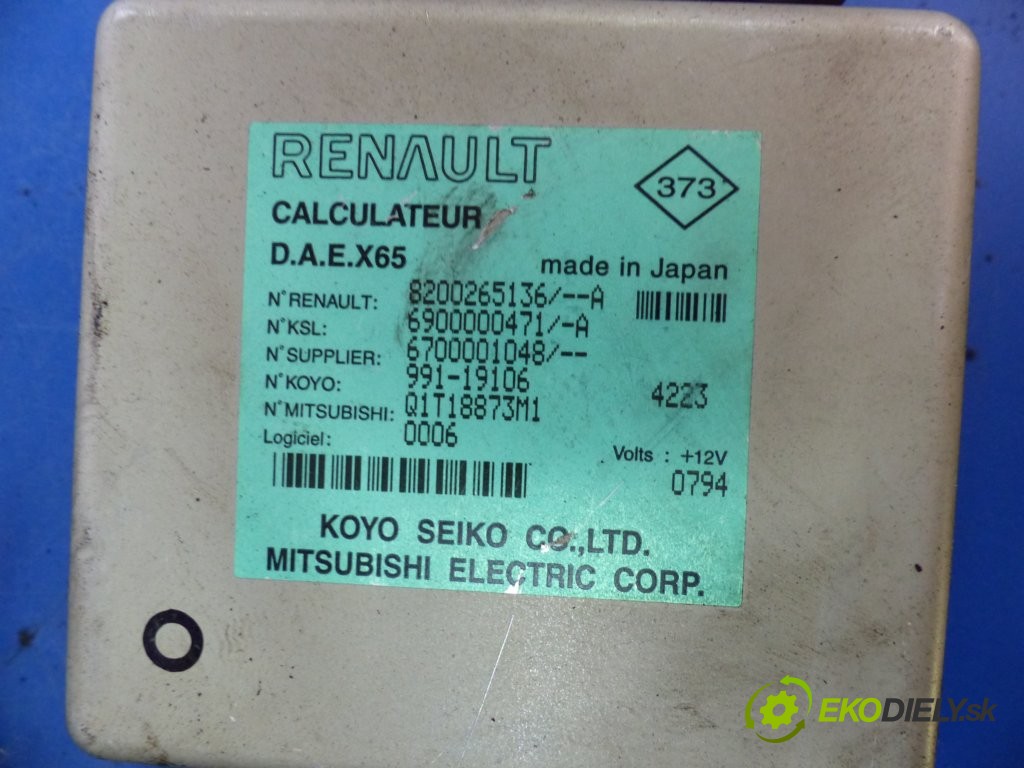 RENAULT
373
CALCULATEUR
D.A.E.X65
made in Japan
N°RENAULT: 8200265136/--A
N°KSL: 6900000471/-A
N°SUPPLIER: 6700001048/--
N°KOYO: 991-19106
4223
N°MITSUBISHI: Q1T18873M1
Logiciel: 0006
Volts : +12V
0794
KOYO SEIKO CO.,LTD.
MITSUBISHI ELECTRIC CORP.
EKODIELY.sk